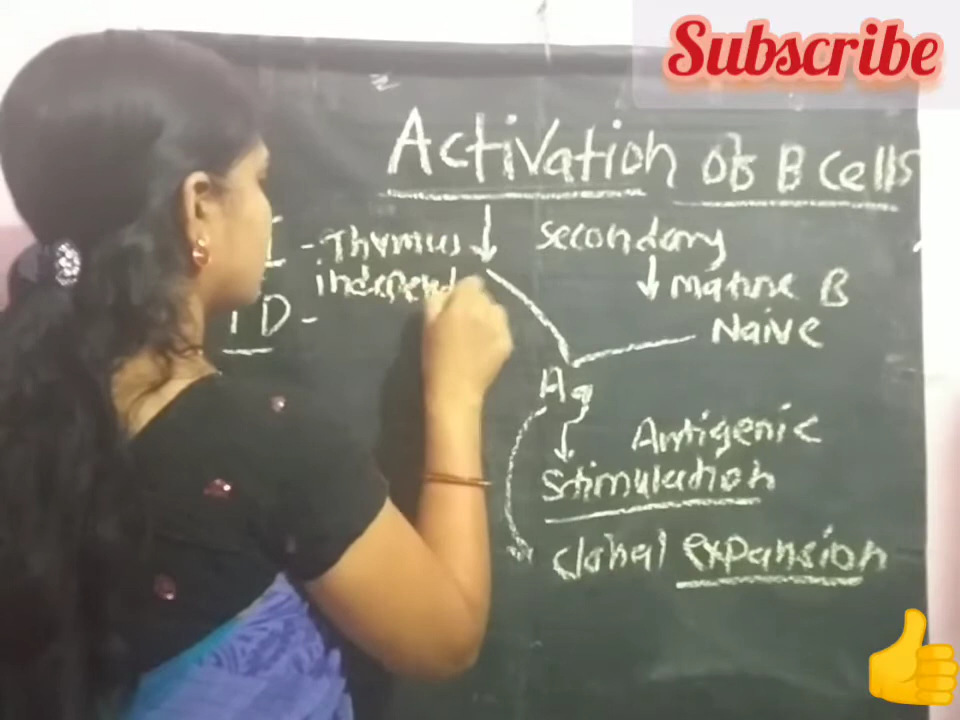 Subscribe
Activation Of B cells
I - Thymus
independ
I D -
secondary
mature B
Naive
Ag
Antigenic
Stimulation
clonal expansion